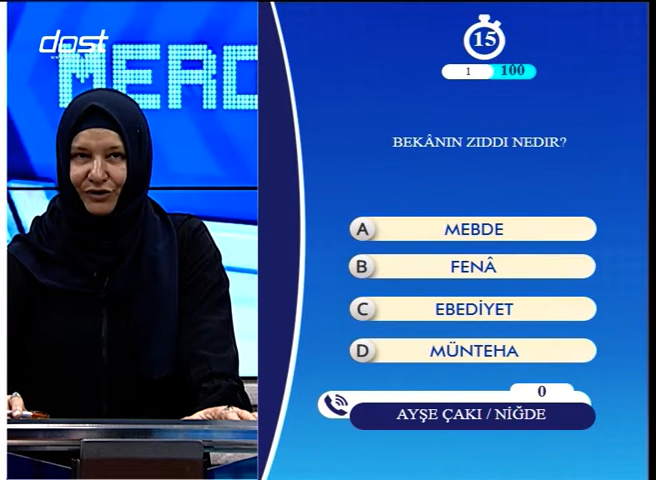 dost
MERC
15
1 100
BEKÂNIN ZIDDI NEDIR?
A MEBDE
B FENÂ
C EBEDİYET
D MÜNTEHA
0
AYŞE ÇAKI / NİĞDE